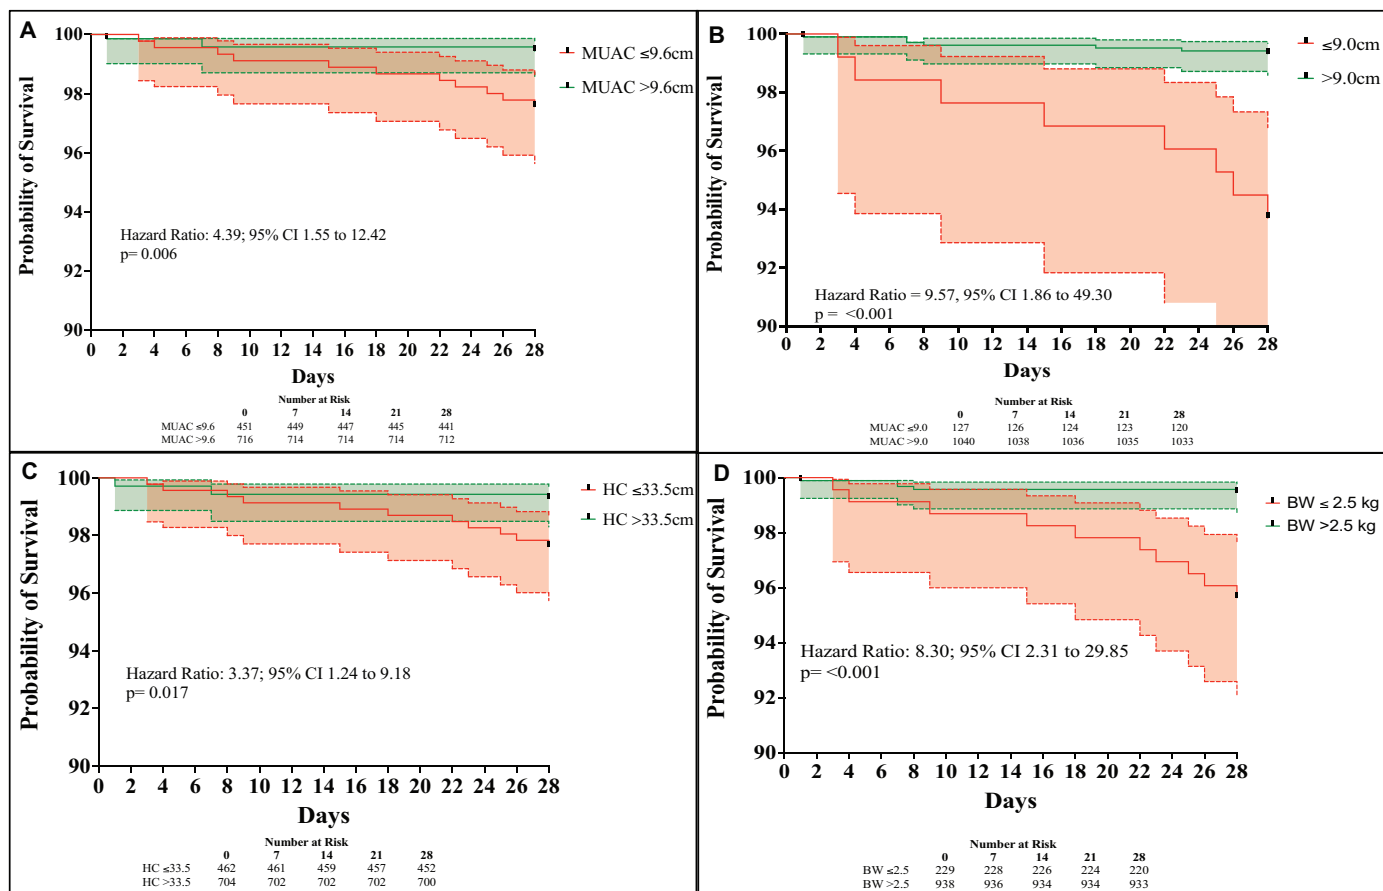 A
Probability of Survival
100
98
96
94
92
90
0 2 4 6 8 10 12 14 16 18 20 22 24 26 28
Days
MUAC ≤9.6cm
MUAC >9.6cm
Hazard Ratio: 4.39; 95% CI 1.55 to 12.42
p= 0.006
Number at Risk
0 7 14 21 28
MUAC ≤9.6 451 449 447 445 441
MUAC >9.6 716 714 714 714 712
B
Probability of Survival
100
98
96
94
92
90
0 2 4 6 8 10 12 14 16 18 20 22 24 26 28
Days
≤9.0cm
>9.0cm
Hazard Ratio = 9.57, 95% CI 1.86 to 49.30
p = <0.001
Number at Risk
0 7 14 21 28
MUAC ≤9.0 127 126 124 123 120
MUAC >9.0 1040 1038 1036 1035 1033
C
Probability of Survival
100
98
96
94
92
90
0 2 4 6 8 10 12 14 16 18 20 22 24 26 28
Days
HC ≤33.5cm
HC >33.5cm
Hazard Ratio: 3.37; 95% CI 1.24 to 9.18
p= 0.017
Number at Risk
0 7 14 21 28
HC ≤33.5 462 461 459 457 452
HC >33.5 704 702 702 702 700
D
Probability of Survival
100
98
96
94
92
90
0 2 4 6 8 10 12 14 16 18 20 22 24 26 28
Days
BW ≤ 2.5 kg
BW >2.5 kg
Hazard Ratio: 8.30; 95% CI 2.31 to 29.85
p= <0.001
Number at Risk
0 7 14 21 28
BW ≤2.5 229 228 226 224 220
BW >2.5 938 936 934 934 933